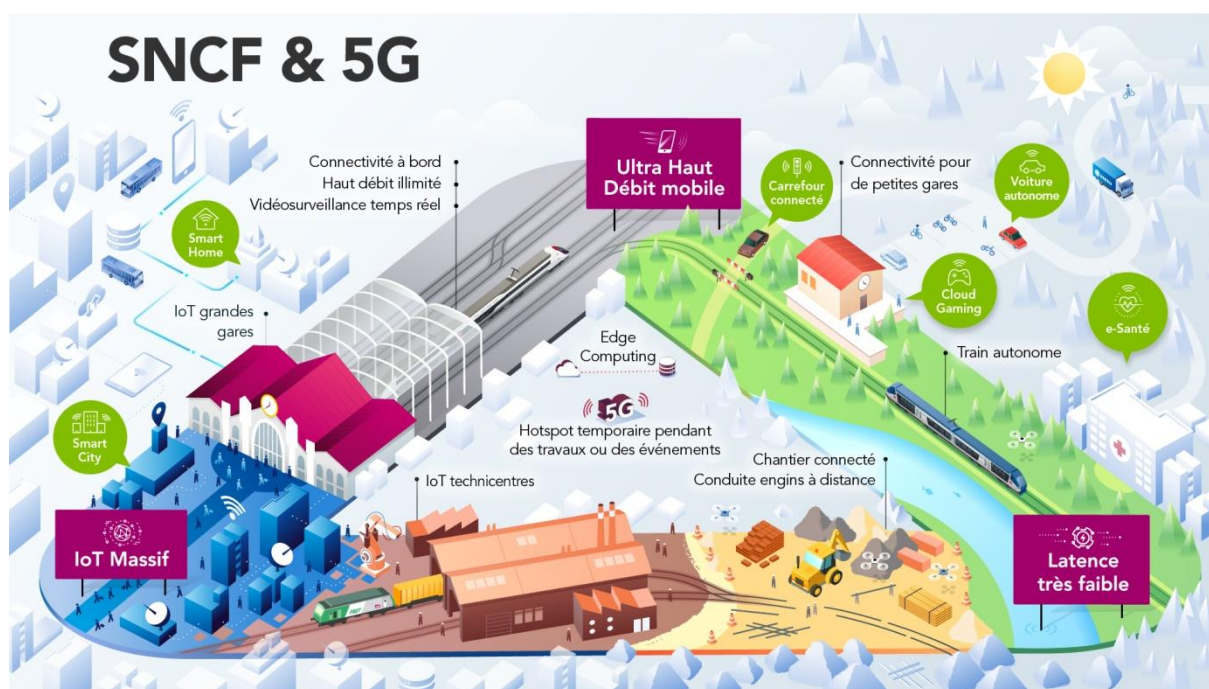 SNCF & 5G
Connectivité à bord
Haut débit illimité
Vidéosurveillance temps réel
Ultra Haut
Débit mobile
Carrefour
connecté
Connectivité pour
de petites gares
Voiture
autonome
Smart
Home
IoT grandes
gares
Cloud
Gaming
e-Santé
Edge
Computing
Train autonome
5G
Hotspot temporaire pendant
des travaux ou des événements
Smart
City
IoT technicentres
Chantier connecté
Conduite engins à distance
IoT Massif
Latence
très faible